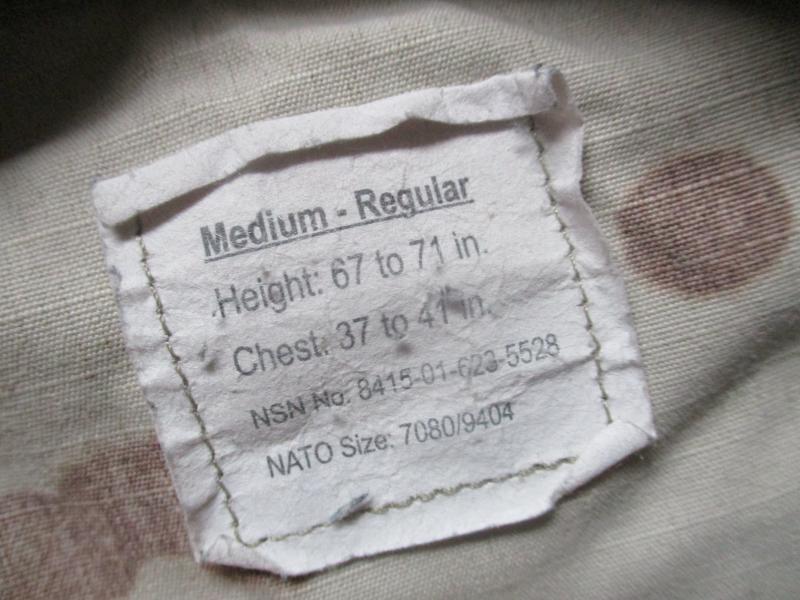 Medium - Regular
Height: 67 to 71 in.
Chest: 37 to 41 in.
NSN No. 8415-01-623-5528
NATO Size: 7080/9404